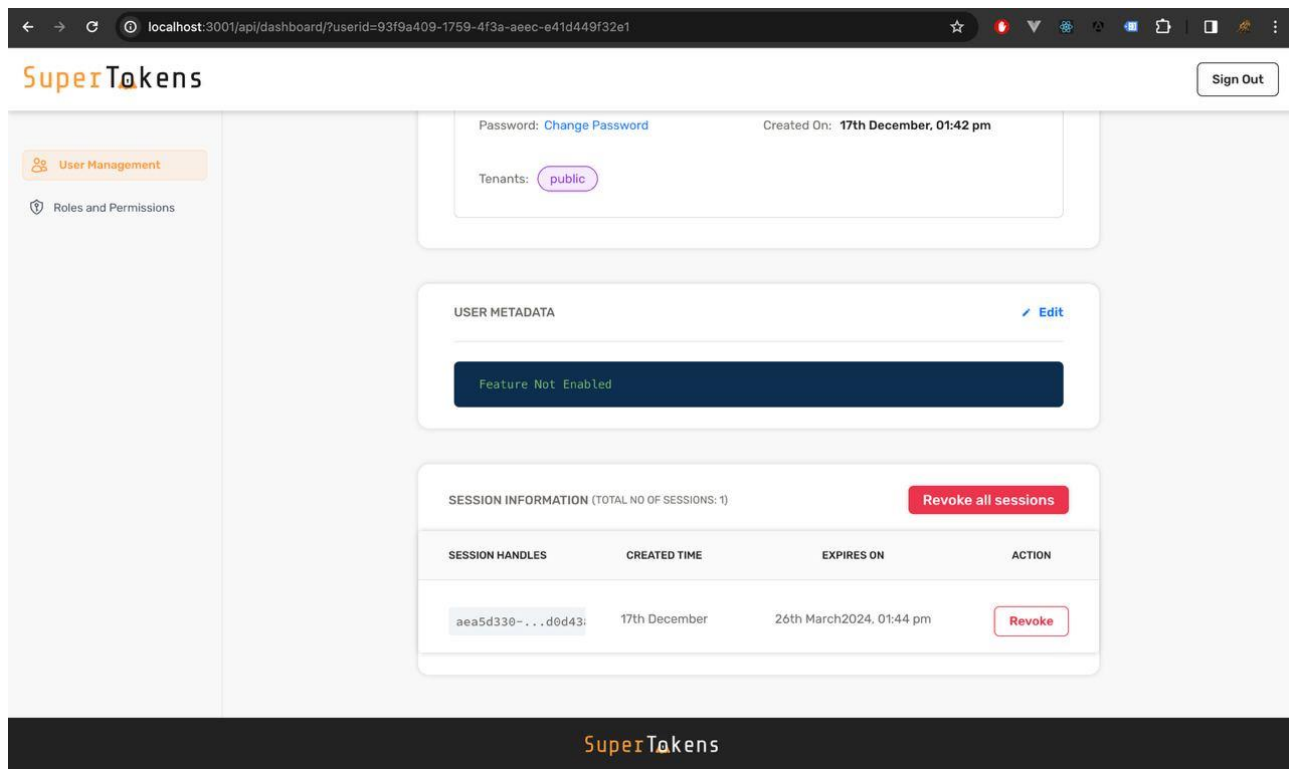 localhost:3001/api/dashboard/?userid=93f9a409-1759-4f3a-aeec-e41d449f32e1
SuperTokens
Sign Out
User Management
Roles and Permissions
Password: Change Password
Created On: 17th December, 01:42 pm
Tenants: public
USER METADATA
Edit
Feature Not Enabled
SESSION INFORMATION (TOTAL NO OF SESSIONS: 1)
Revoke all sessions
SESSION HANDLES CREATED TIME EXPIRES ON ACTION
aea5d330-...d0d43 17th December 26th March2024, 01:44 pm Revoke
SuperTokens